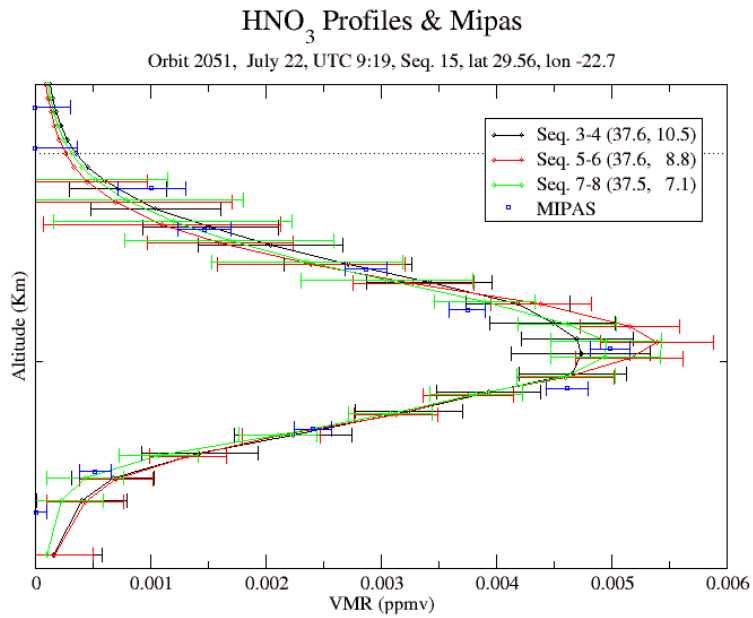 HNO3 Profiles & Mipas
Orbit 2051, July 22, UTC 9:19, Seq. 15, lat 29.56, lon -22.7
Seq. 3-4 (37.6, 10.5)
Seq. 5-6 (37.6, 8.8)
Seq. 7-8 (37.5, 7.1)
MIPAS
Altitude (Km)
0 0.001 0.002 0.003 0.004 0.005 0.006
VMR (ppmv)